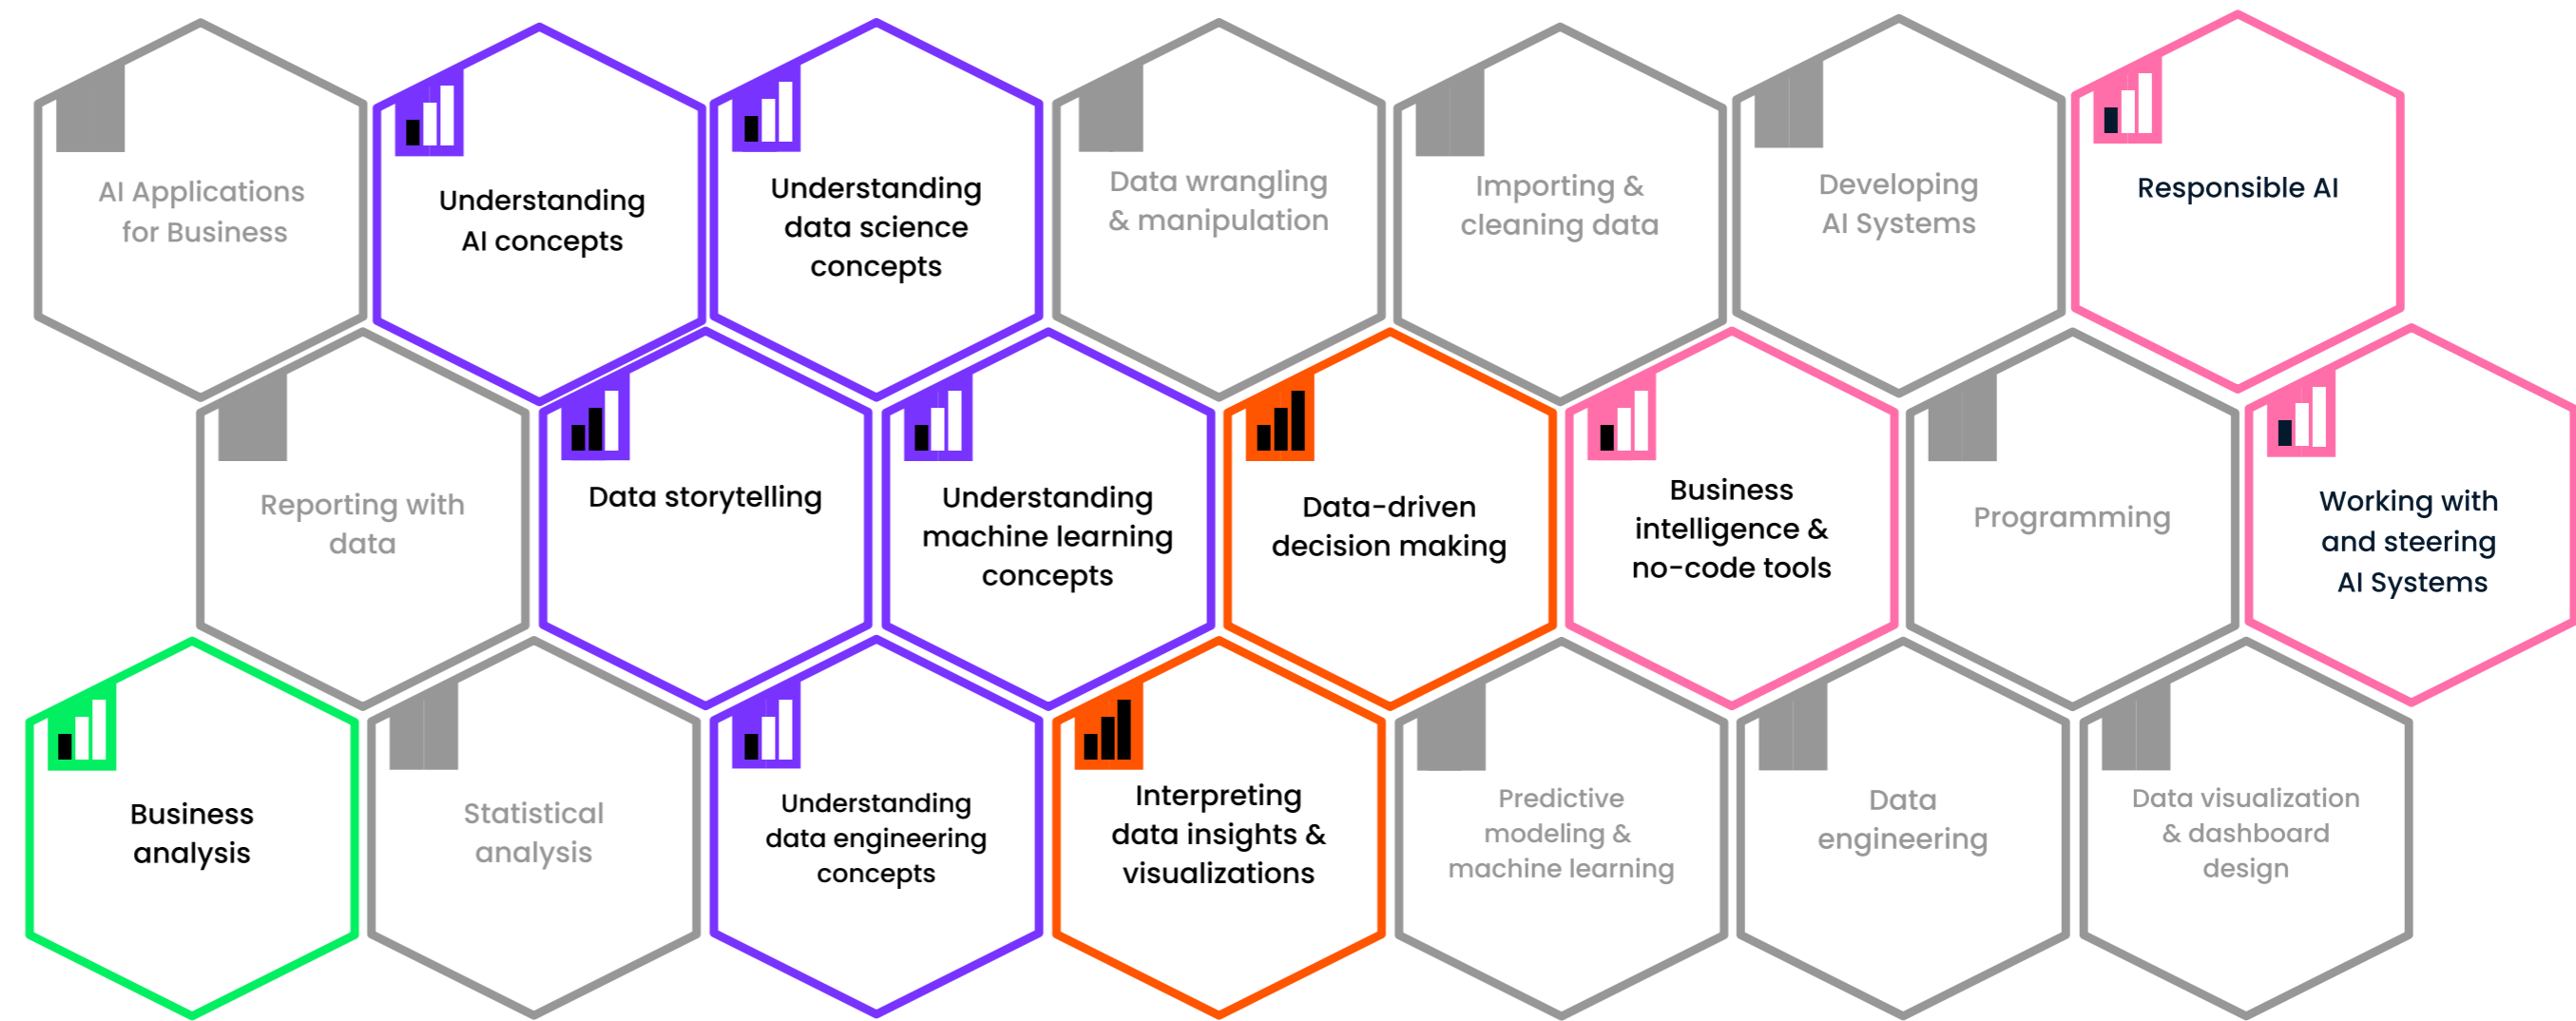 AI Applications
for Business
Understanding
AI concepts
Understanding
data science
concepts
Data wrangling
& manipulation
Importing &
cleaning data
Developing
AI Systems
Responsible AI
Reporting with
data
Data storytelling
Understanding
machine learning
concepts
Data-driven
decision making
Business
intelligence &
no-code tools
Programming
Working with
and steering
AI Systems
Business
analysis
Statistical
analysis
Understanding
data engineering
concepts
Interpreting
data insights &
visualizations
Predictive
modeling &
machine learning
Data
engineering
Data visualization
& dashboard
design